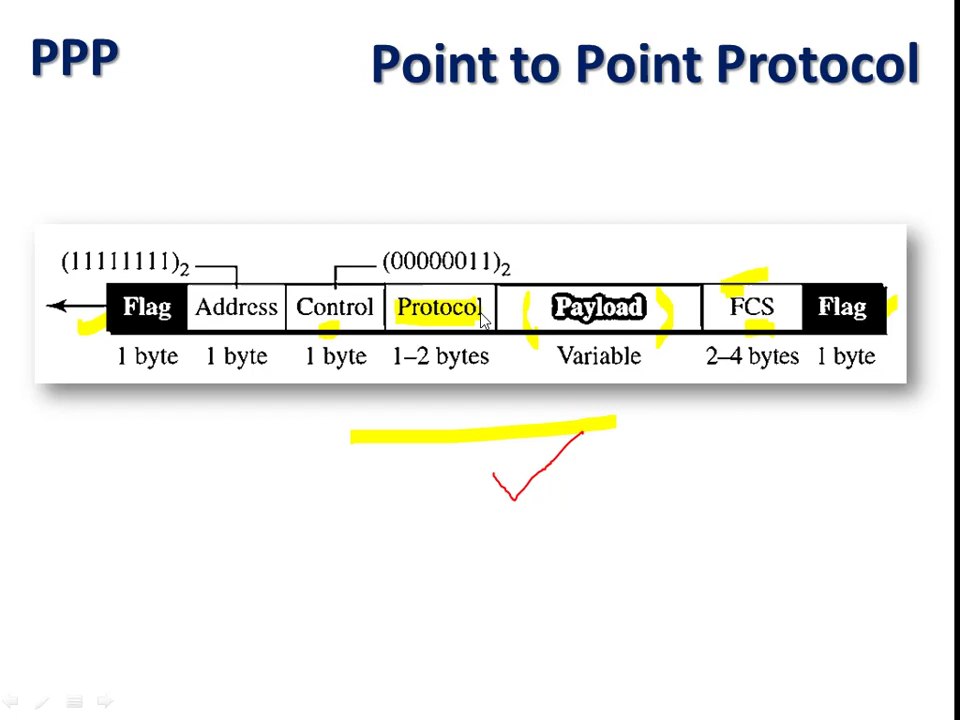 PPP
Point to Point Protocol
(11111111)₂ (00000011)₂
Flag Address Control Protocol Payload FCS Flag
1 byte 1 byte 1 byte 1–2 bytes Variable 2–4 bytes 1 byte